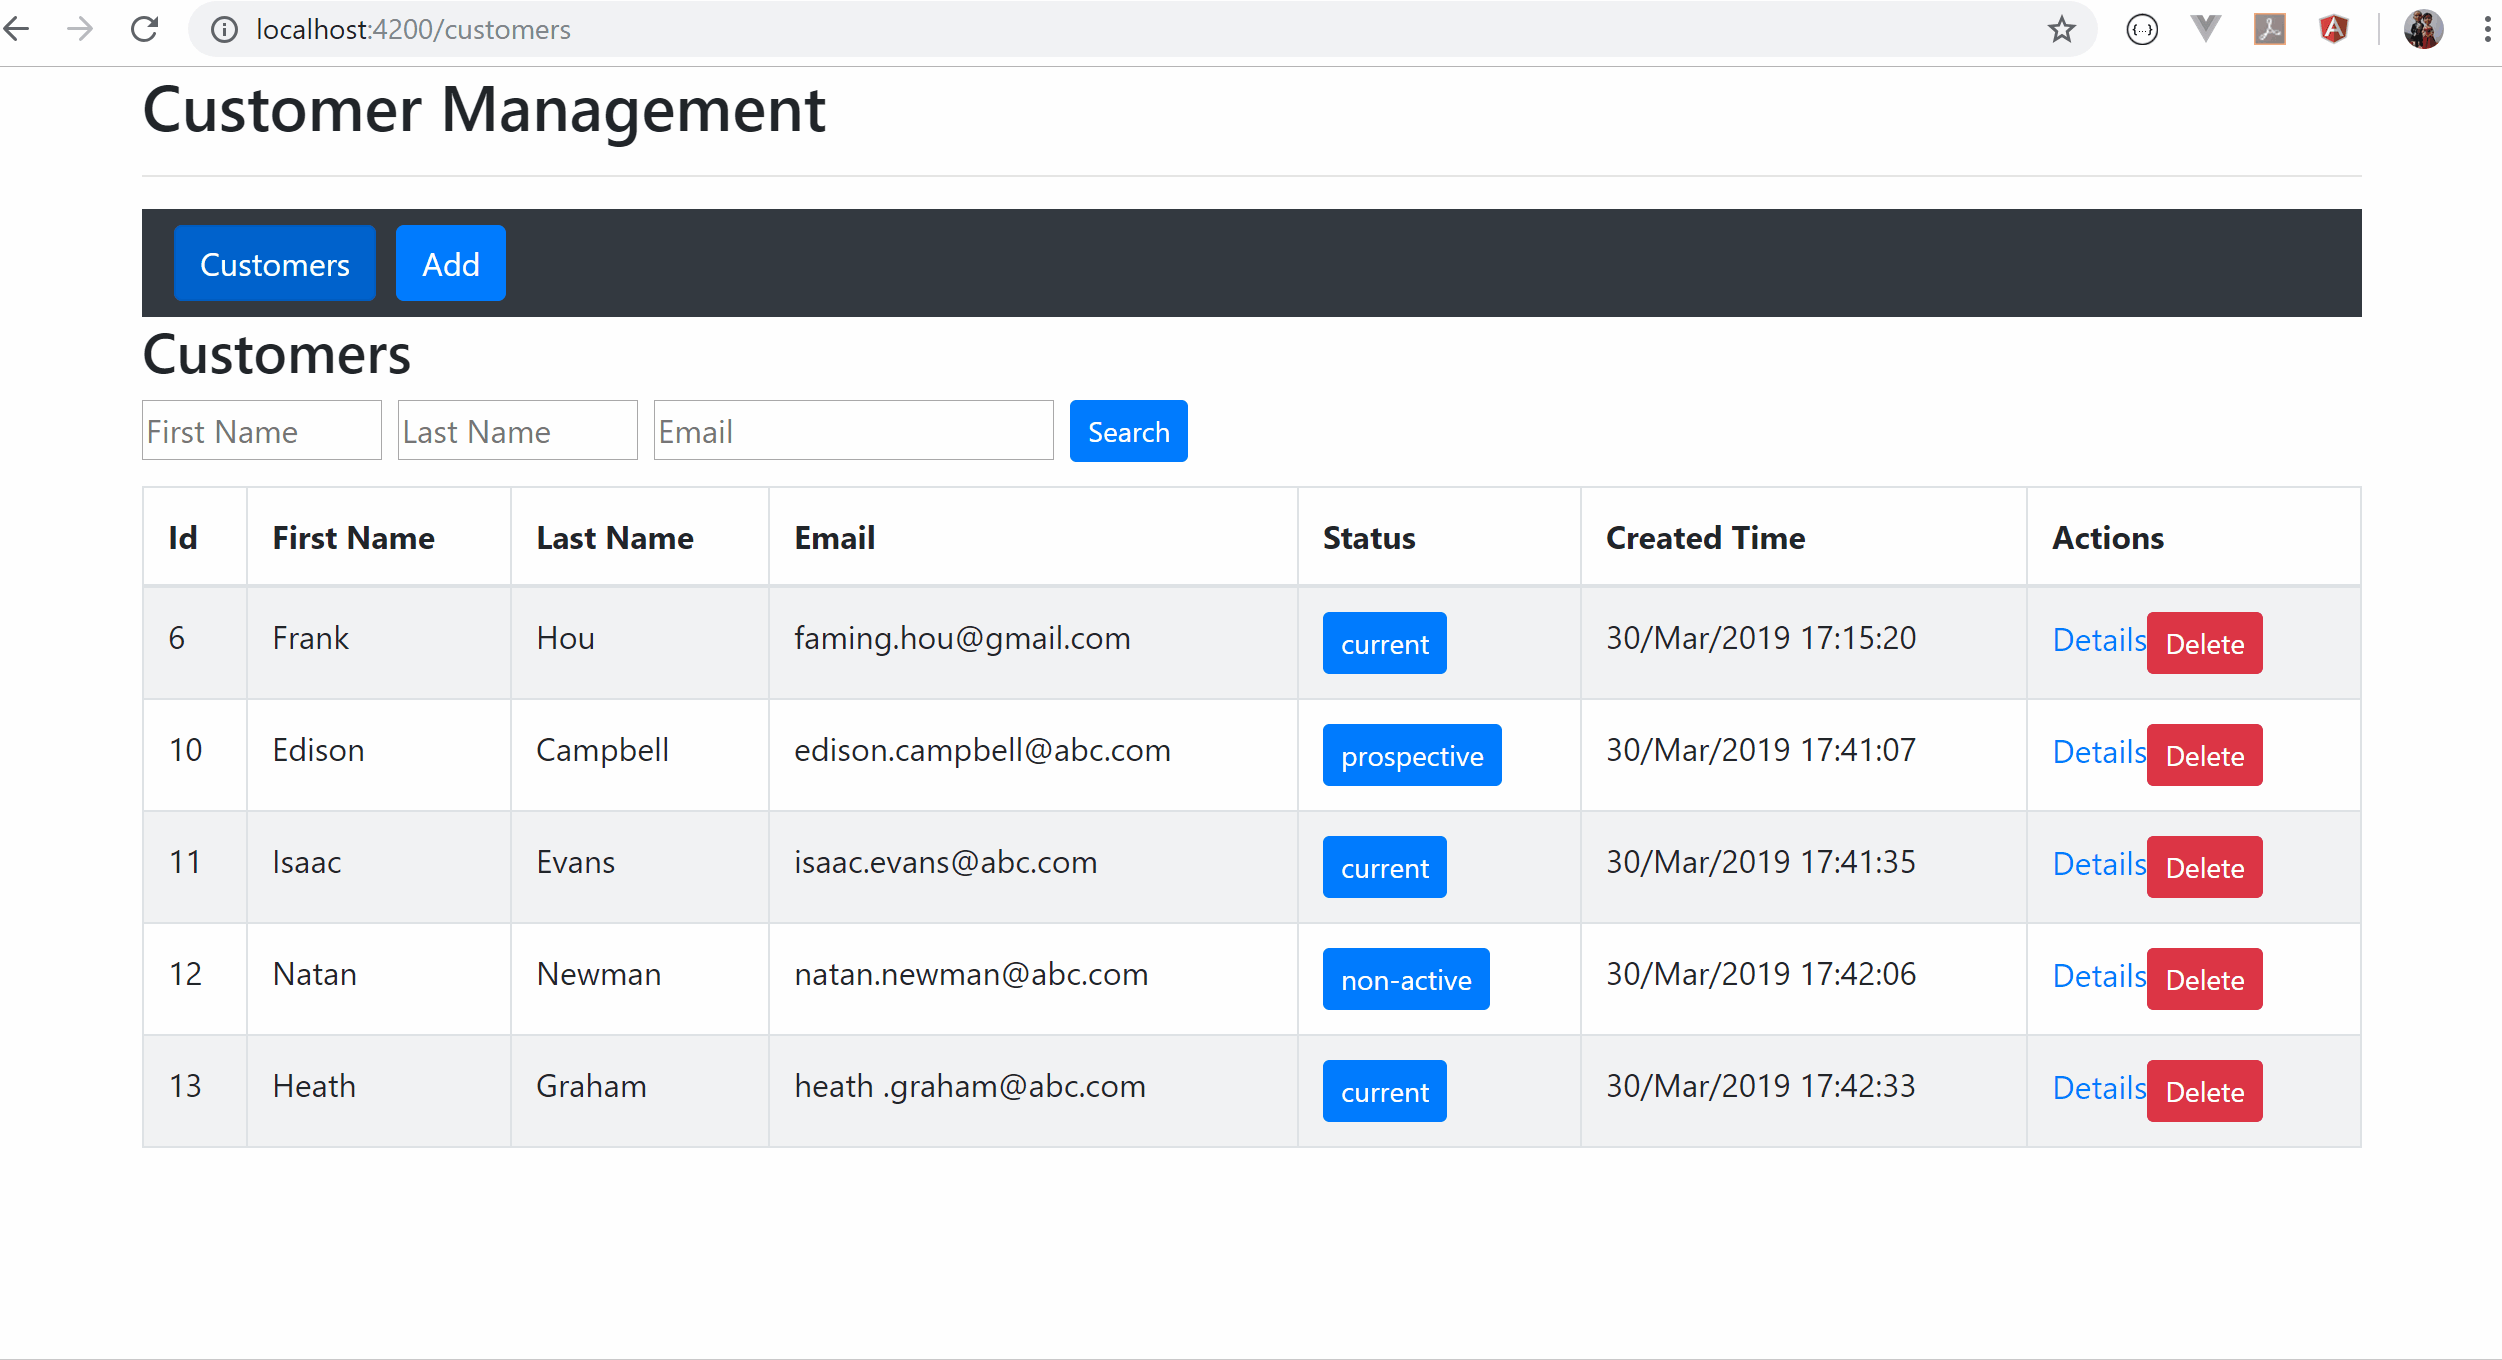 localhost:4200/customers
Customer Management
Customers Add
Customers
First Name Last Name Email Search
Id First Name Last Name Email Status Created Time Actions
6 Frank Hou faming.hou@gmail.com current 30/Mar/2019 17:15:20 Details Delete
10 Edison Campbell edison.campbell@abc.com prospective 30/Mar/2019 17:41:07 Details Delete
11 Isaac Evans isaac.evans@abc.com current 30/Mar/2019 17:41:35 Details Delete
12 Natan Newman natan.newman@abc.com non-active 30/Mar/2019 17:42:06 Details Delete
13 Heath Graham heath .graham@abc.com current 30/Mar/2019 17:42:33 Details Delete